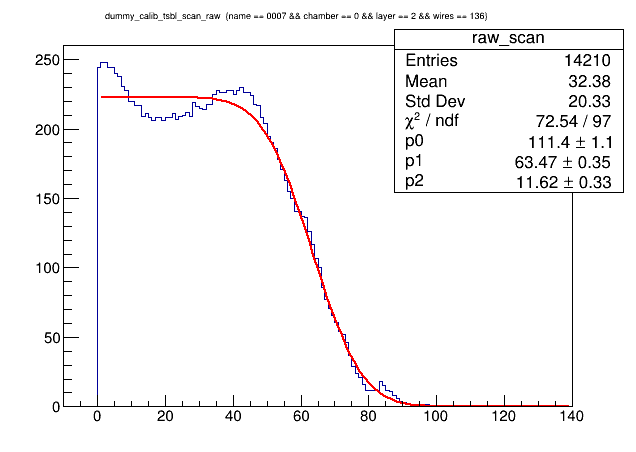 dummy_calib_tsbl_scan_raw (name == 0007 && chamber == 0 && layer == 2 && wires == 136)
raw_scan
Entries 14210
Mean 32.38
Std Dev 20.33
χ² / ndf 72.54 / 97
p0 111.4 ± 1.1
p1 63.47 ± 0.35
p2 11.62 ± 0.33
250
200
150
100
50
0
0 20 40 60 80 100 120 140